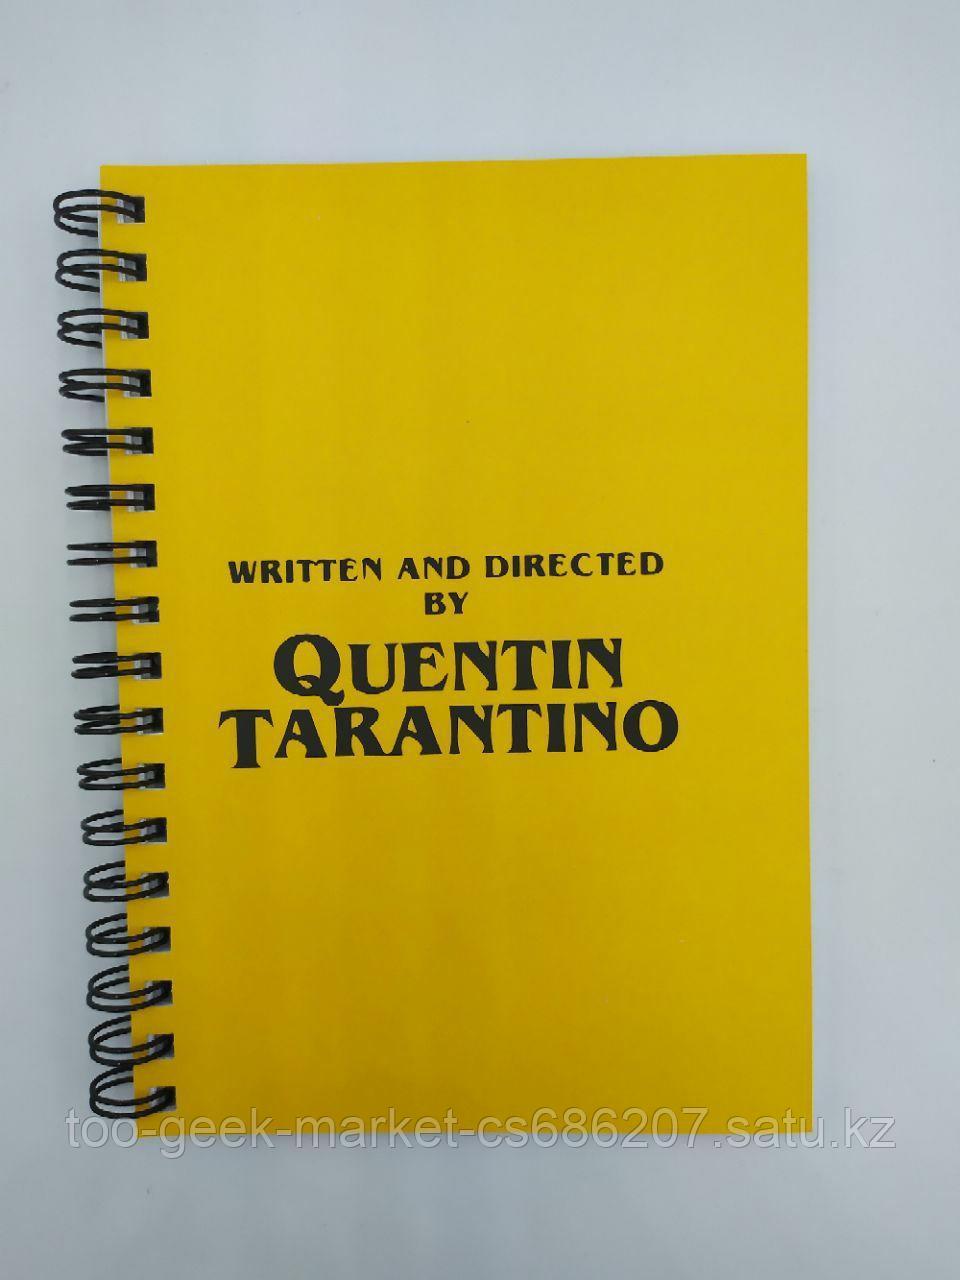 WRITTEN AND DIRECTED
BY
QUENTIN
TARANTINO
too-geek-market-cs686207.satu.kz